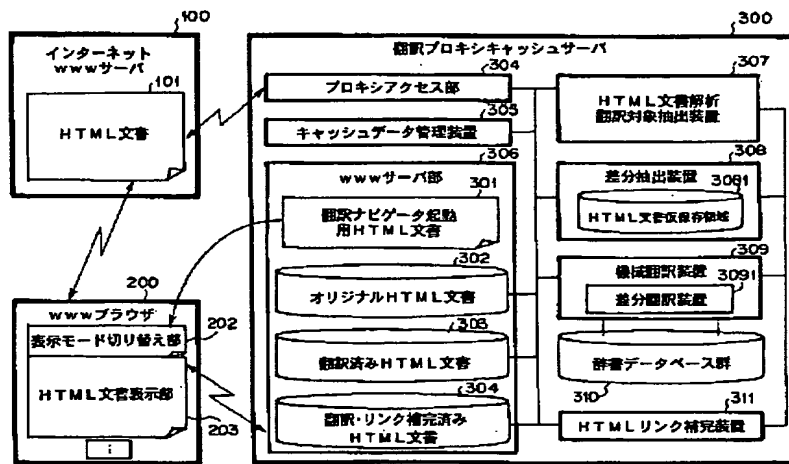 100
インターネット
wwwサーバ
101
HTML文書
200
wwwブラウザ
表示モード切り替え部
202
HTML文書表示部
203
i
300
翻訳プロキシキャッシュサーバ
304
プロキシアクセス部
305
キャッシュデータ管理装置
306
wwwサーバ部
301
翻訳ナビゲータ起動
用HTML文書
302
オリジナルHTML文書
303
翻訳済みHTML文書
304
翻訳・リンク補完済み
HTML文書
307
HTML文書解析
翻訳対象抽出装置
308
差分抽出装置
3081
HTML文書仮保存領域
309
機械翻訳装置
3091
差分翻訳装置
辞書データベース群
310
311
HTMLリンク補完装置